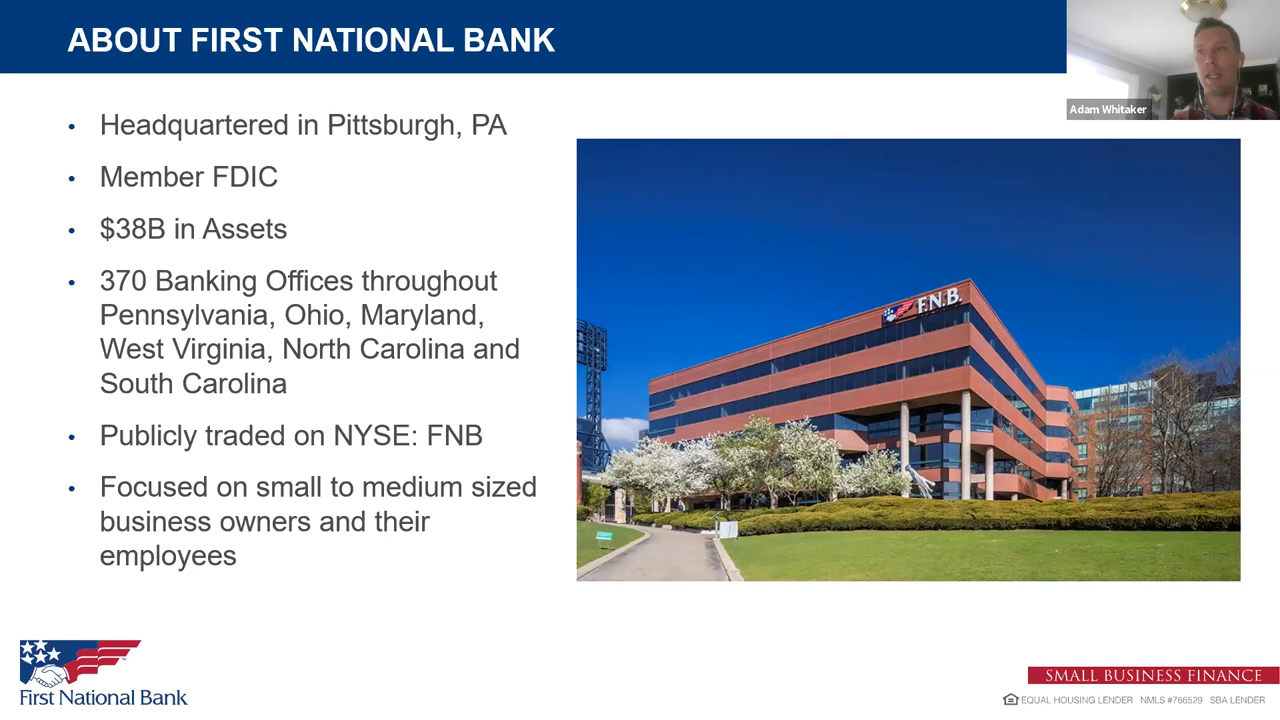 ABOUT FIRST NATIONAL BANK
Adam Whitaker
• Headquartered in Pittsburgh, PA
• Member FDIC
• $38B in Assets
• 370 Banking Offices throughout
Pennsylvania, Ohio, Maryland,
West Virginia, North Carolina and
South Carolina
• Publicly traded on NYSE: FNB
• Focused on small to medium sized
business owners and their
employees
F.N.B.
First National Bank
SMALL BUSINESS FINANCE
EQUAL HOUSING LENDER NMLS #766529 SBA LENDER